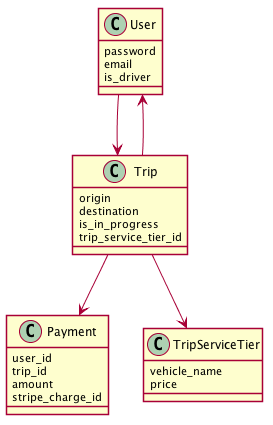 C User
password
email
is_driver
C Trip
origin
destination
is_in_progress
trip_service_tier_id
C Payment
user_id
trip_id
amount
stripe_charge_id
C TripServiceTier
vehicle_name
price